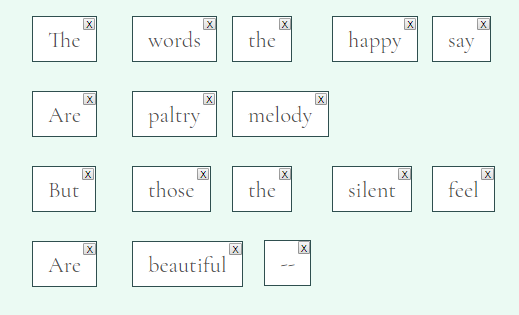 The words the happy say
Are paltry melody
But those the silent feel
Are beautiful --